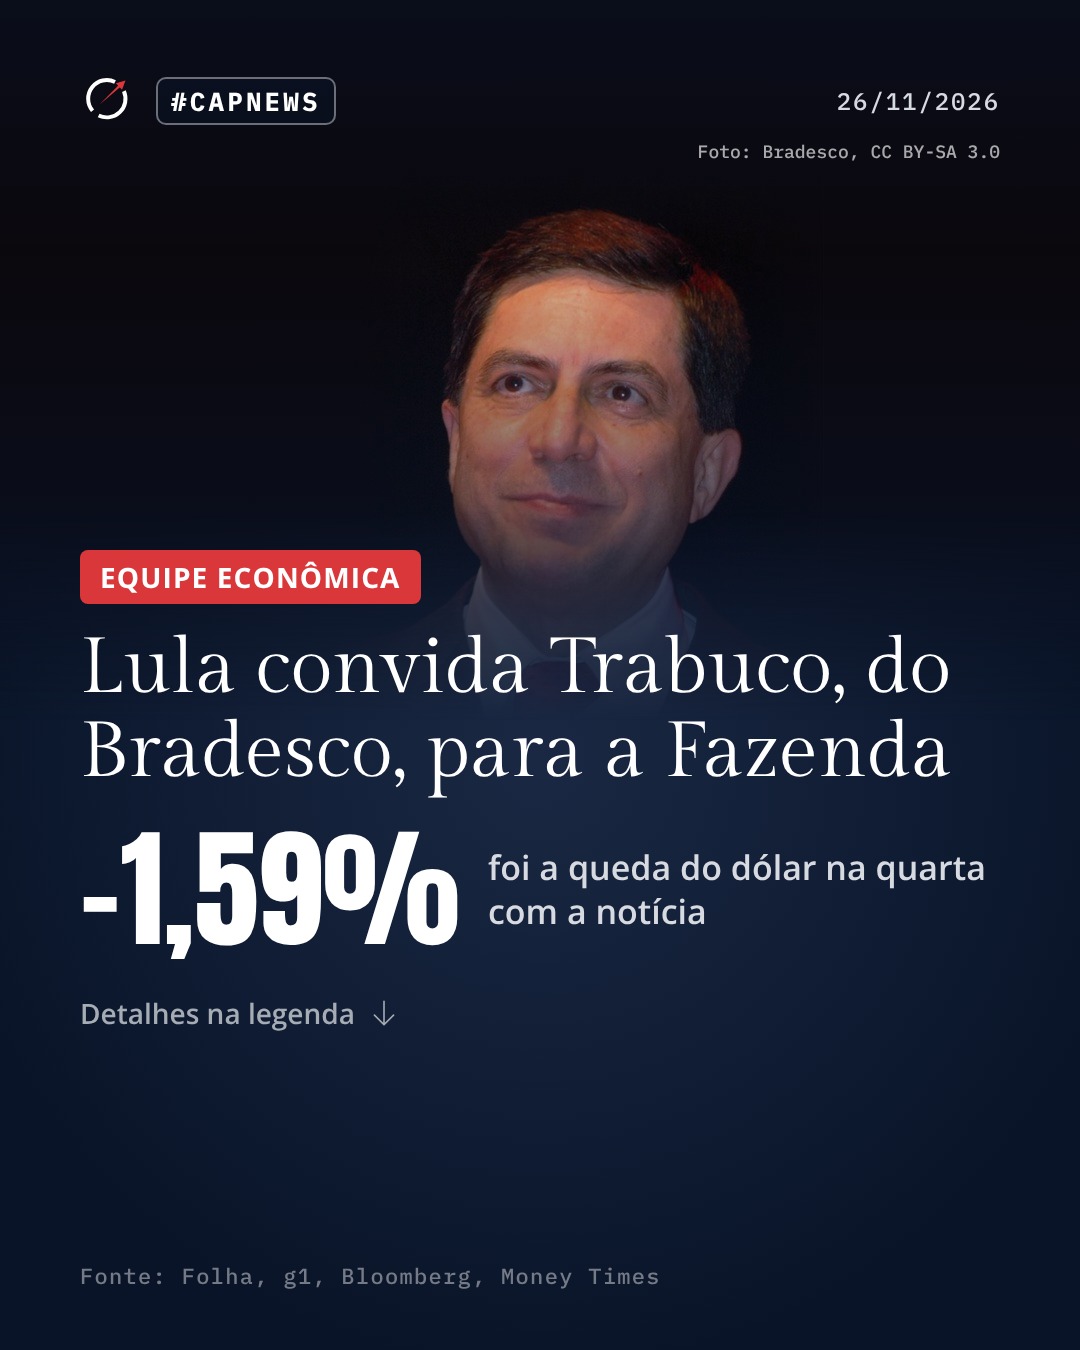 #CAPNEWS
26/11/2026
Foto: Bradesco, CC BY-SA 3.0
EQUIPE ECONÔMICA
Lula convida Trabuco, do
Bradesco, para a Fazenda
-1,59%
foi a queda do dólar na quarta
com a notícia
Detalhes na legenda ↓
Fonte: Folha, g1, Bloomberg, Money Times